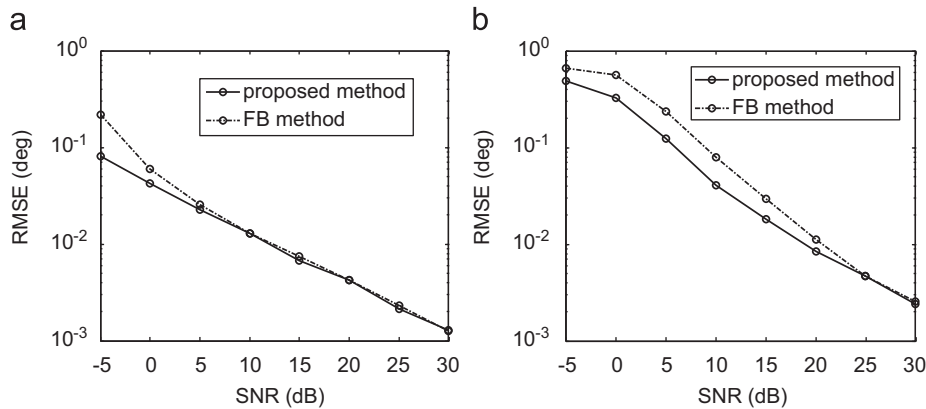 a
10^0
10^-1
10^-2
10^-3
RMSE (deg)
proposed method
FB method
-5 0 5 10 15 20 25 30
SNR (dB)
b
10^0
10^-1
10^-2
10^-3
RMSE (deg)
proposed method
FB method
-5 0 5 10 15 20 25 30
SNR (dB)